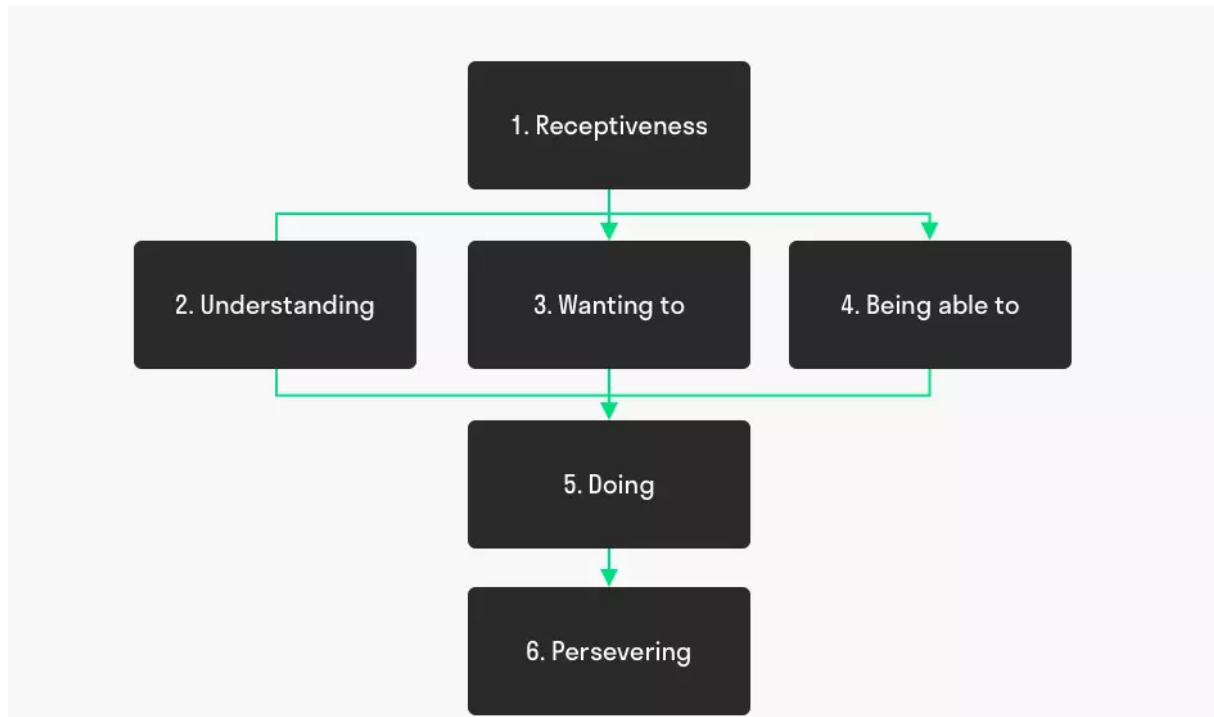 1. Receptiveness
2. Understanding
3. Wanting to
4. Being able to
5. Doing
6. Persevering